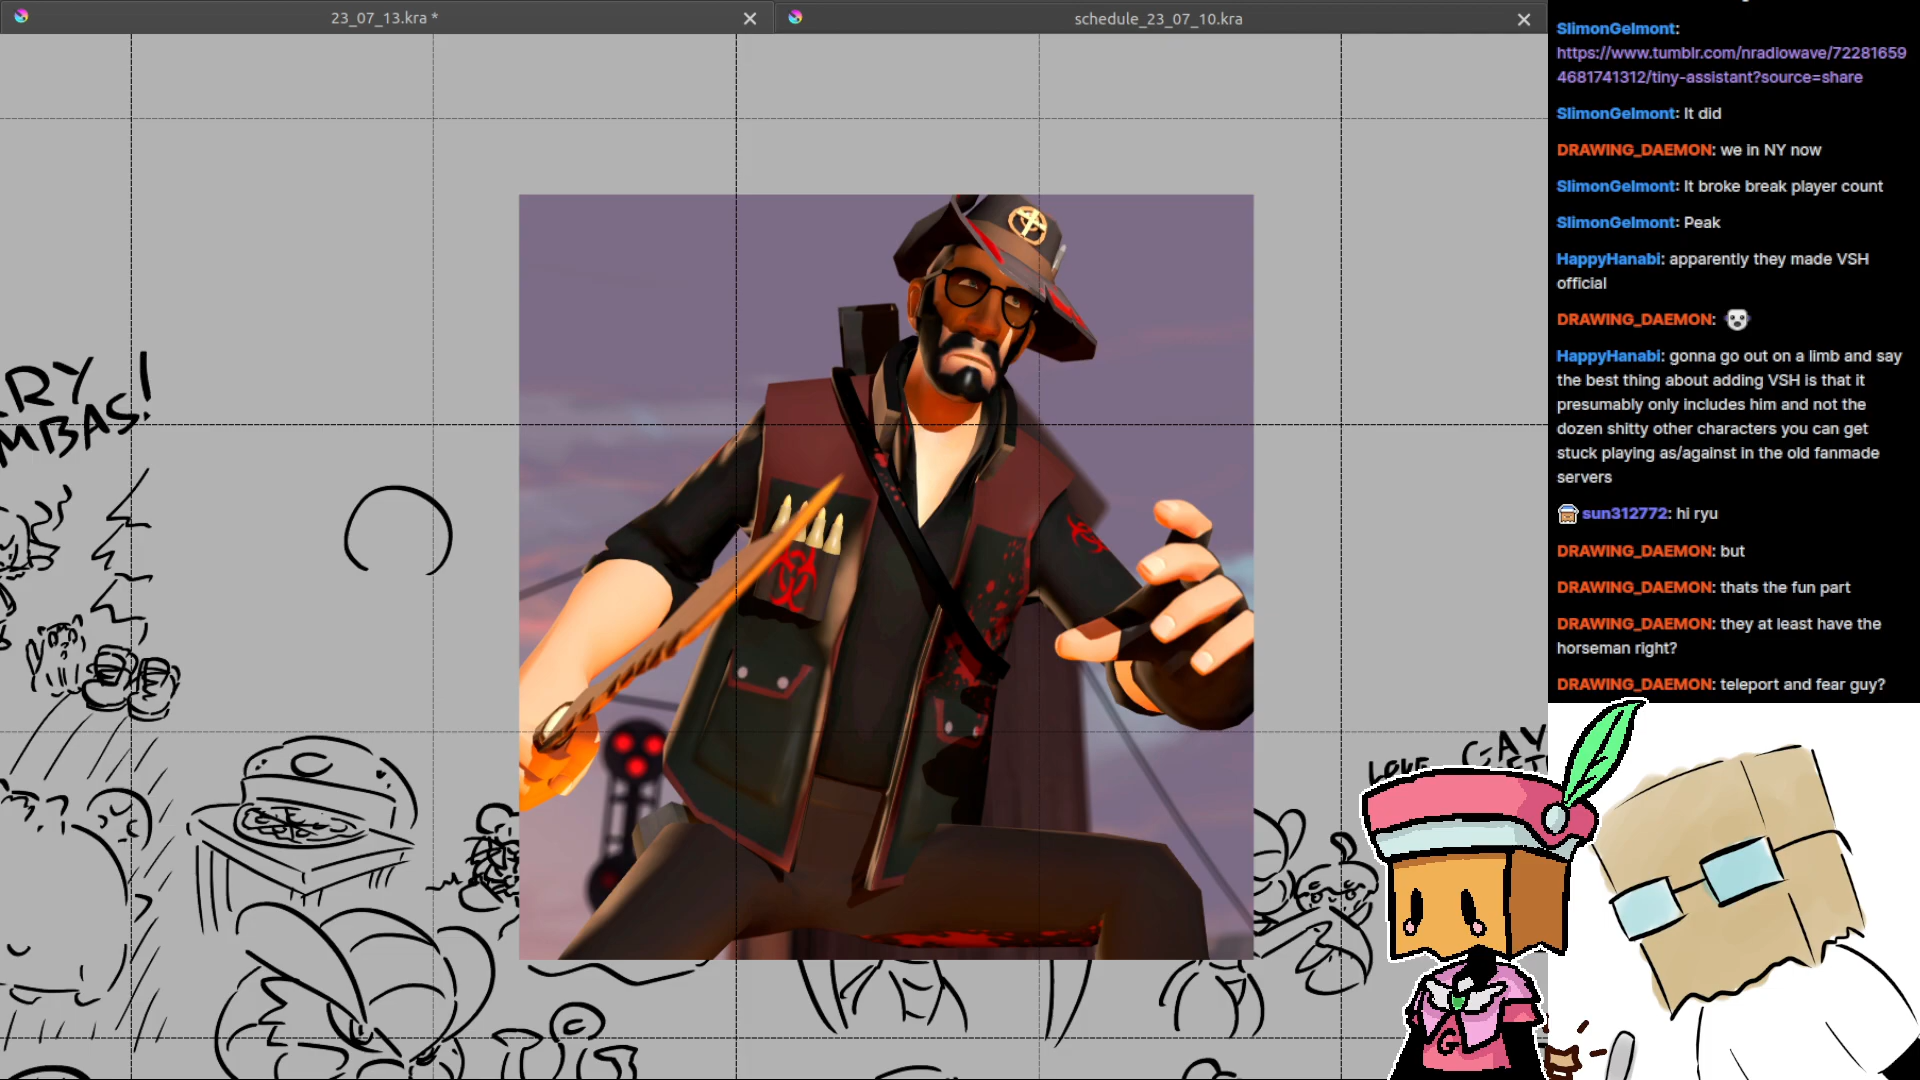 23_07_13.kra *
schedule_23_07_10.kra
SlimonGelmont:
https://www.tumblr.com/nradiowave/72281659
4681741312/tiny-assistant?source=share
SlimonGelmont: It did
DRAWING_DAEMON: we in NY now
SlimonGelmont: It broke break player count
SlimonGelmont: Peak
HappyHanabi: apparently they made VSH
official
DRAWING_DAEMON:
HappyHanabi: gonna go out on a limb and say
the best thing about adding VSH is that it
presumably only includes him and not the
dozen shitty other characters you can get
stuck playing as/against in the old fanmade
servers
sun312772: hi ryu
DRAWING_DAEMON: but
DRAWING_DAEMON: thats the fun part
DRAWING_DAEMON: they at least have the
horseman right?
DRAWING_DAEMON: teleport and fear guy?
RY
MBAS!
LOVE GAY
G